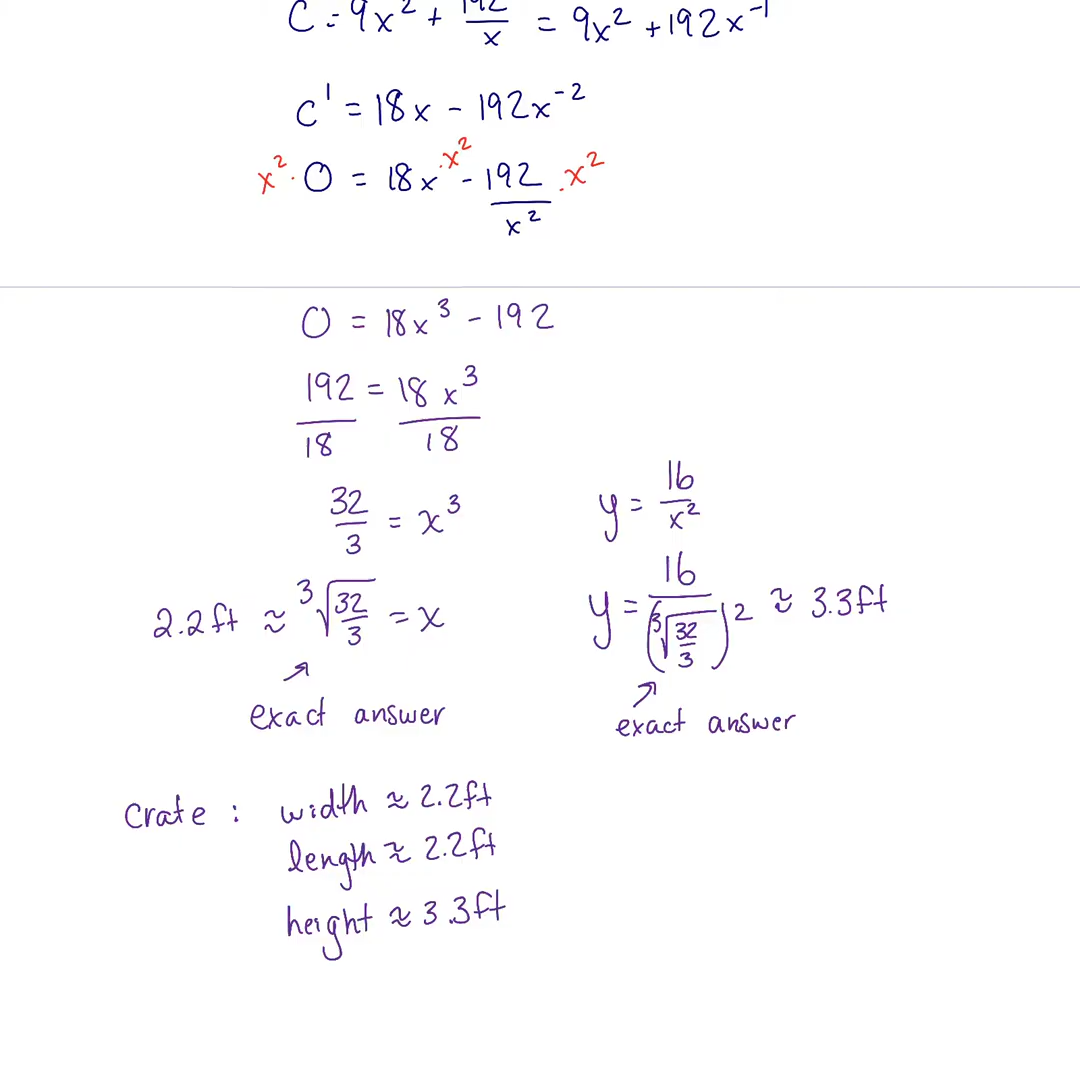 C = 9x² + 192/x = 9x² + 192x⁻¹
C' = 18x - 192x⁻²
x² · 0 = 18x · x² - 192/x² · x²
0 = 18x³ - 192
192/18 = 18x³/18
32/3 = x³
2.2ft ≈ ³√(32/3) = x
exact answer
y = 16/x²
y = 16/(³√(32/3))² ≈ 3.3ft
exact answer
Crate : width ≈ 2.2ft
length ≈ 2.2ft
height ≈ 3.3ft